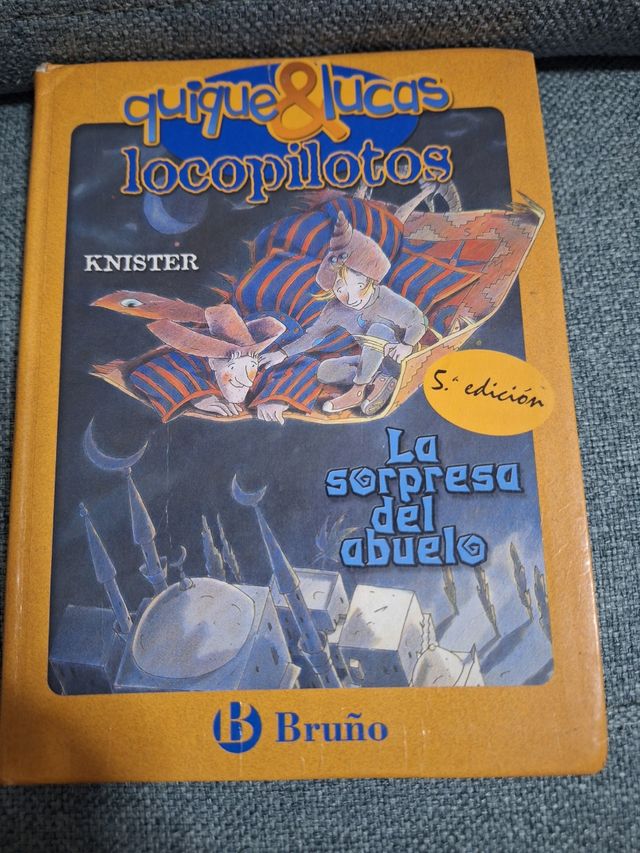 quique&lucas
locopilotos
KNISTER
5.ª edición
La
sorpresa
del
abuelo
B Bruño